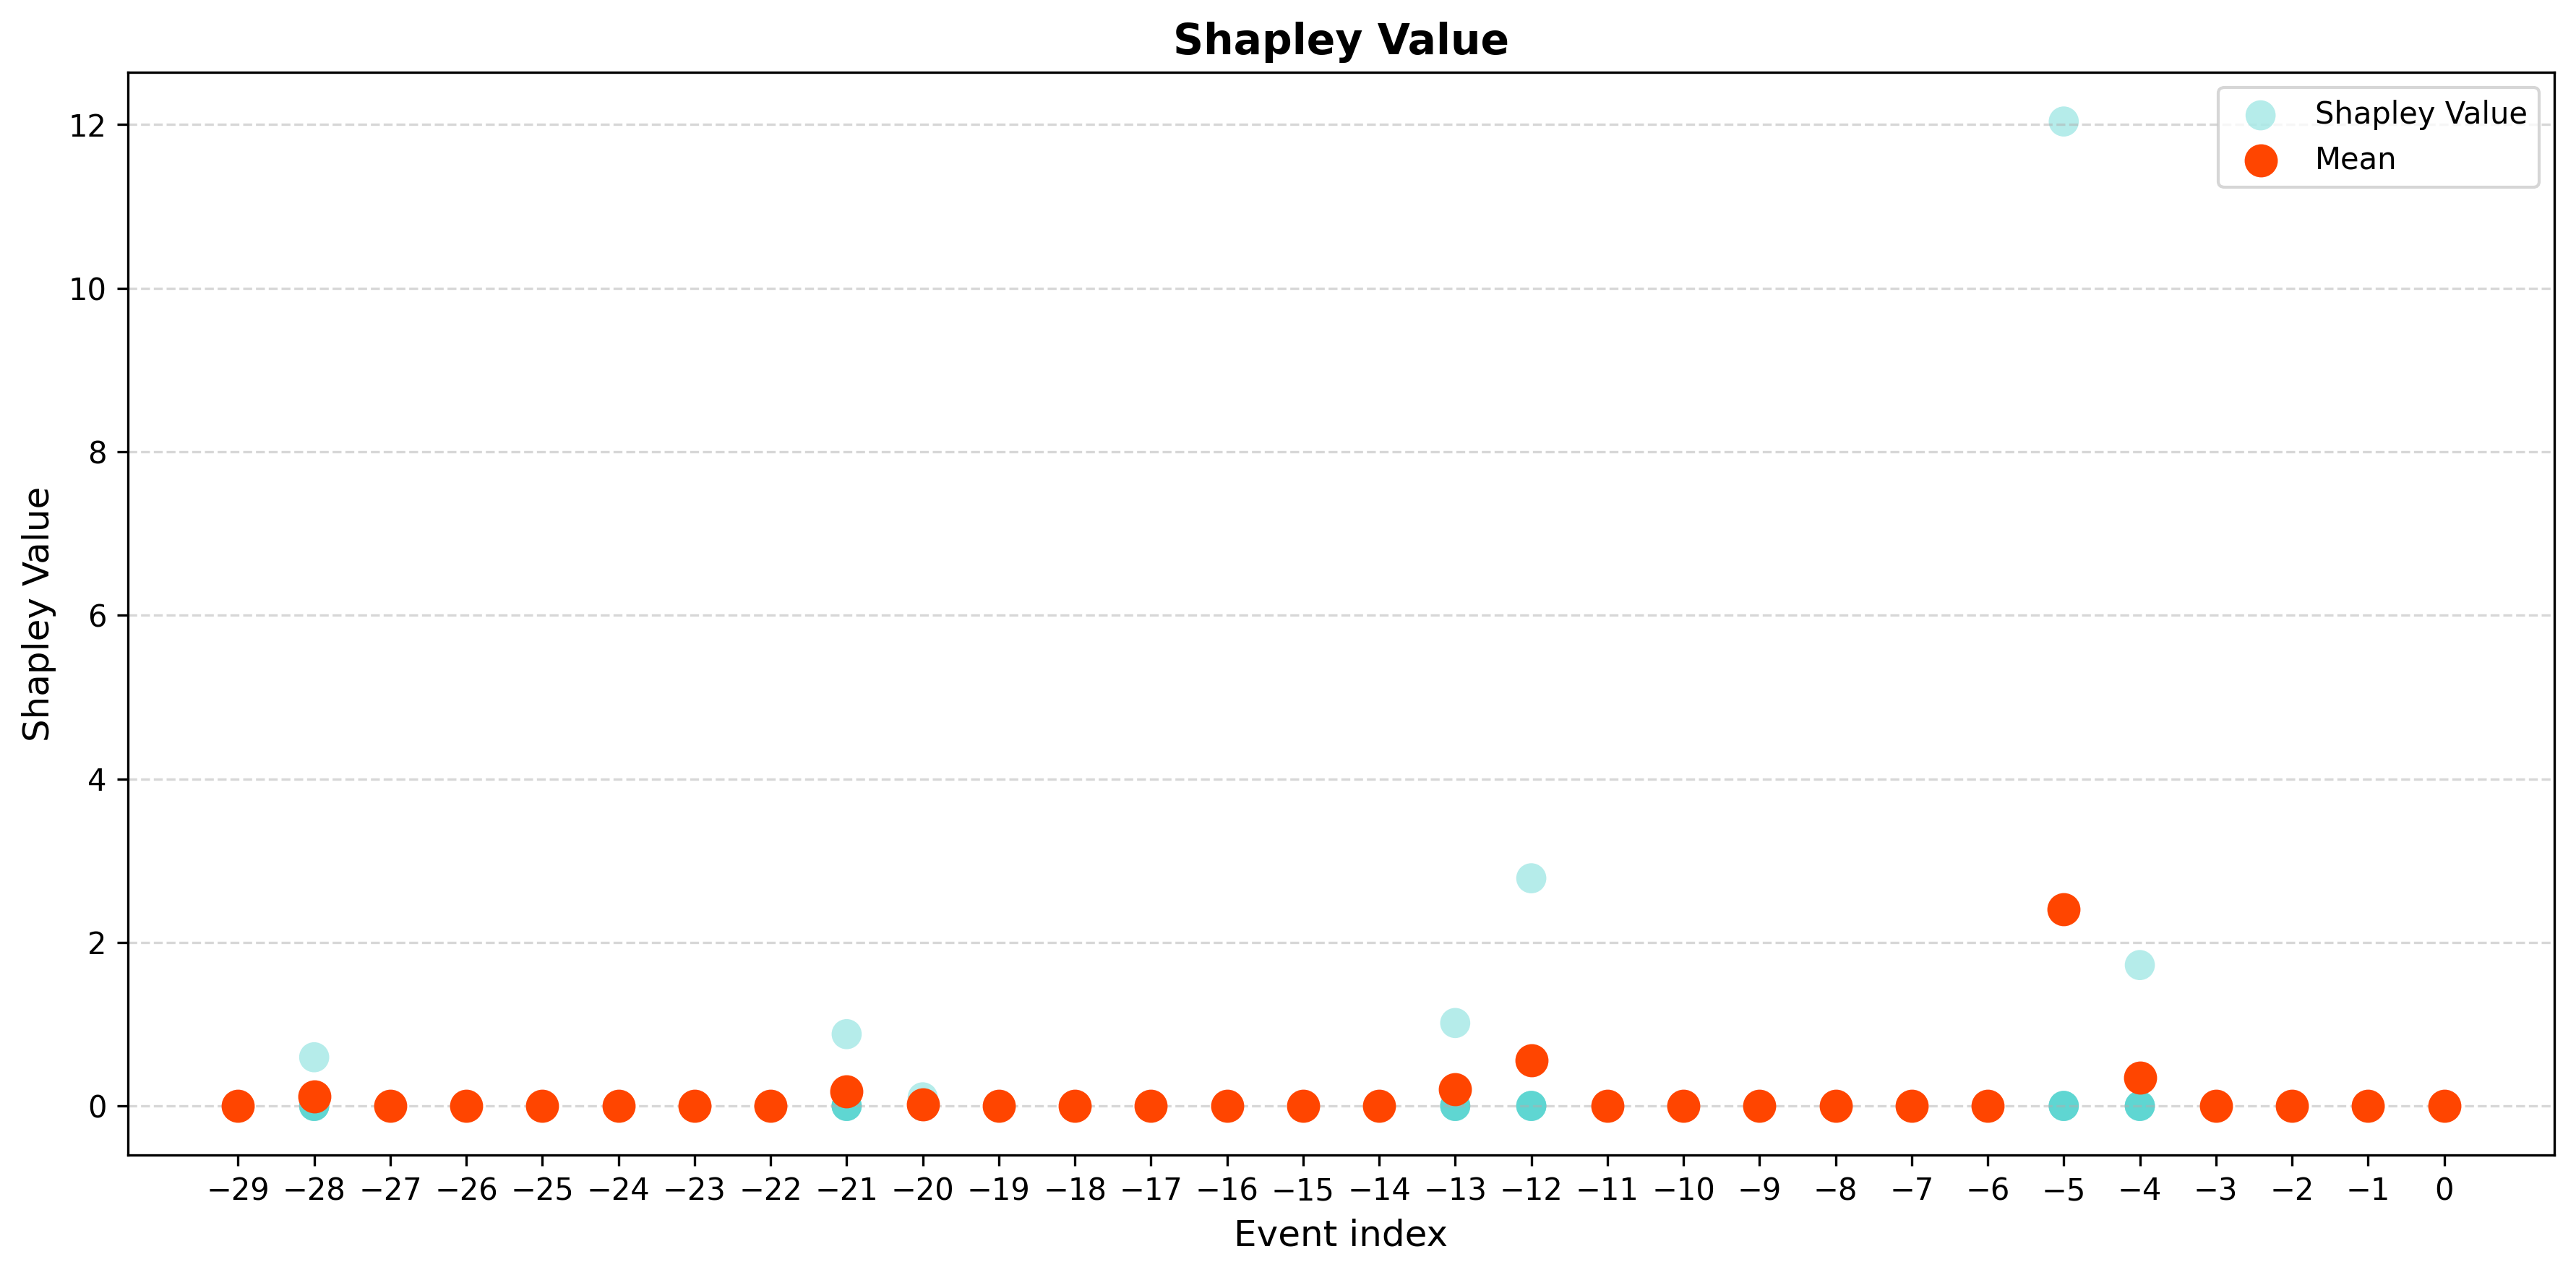 Shapley Value
Shapley Value
Mean
12
10
8
6
4
2
0
Shapley Value
−29 −28 −27 −26 −25 −24 −23 −22 −21 −20 −19 −18 −17 −16 −15 −14 −13 −12 −11 −10 −9 −8 −7 −6 −5 −4 −3 −2 −1 0
Event index